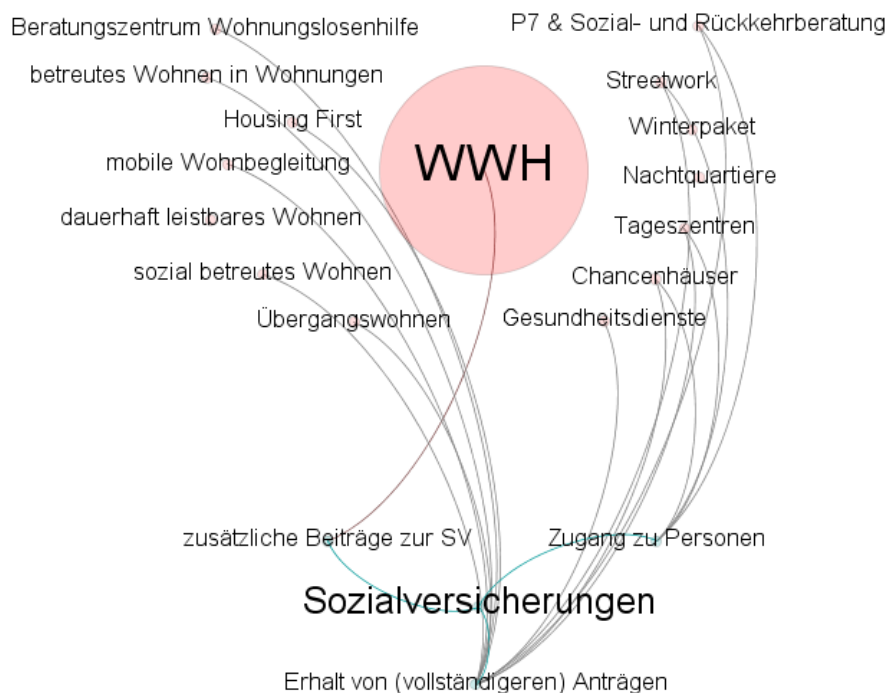 Beratungszentrum Wohnungslosenhilfe
P7 & Sozial- und Rückkehrberatung
betreutes Wohnen in Wohnungen
Streetwork
Housing First
Winterpaket
mobile Wohnbegleitung
WWH
Nachtquartiere
dauerhaft leistbares Wohnen
Tageszentren
sozial betreutes Wohnen
Chancenhäuser
Übergangswohnen
Gesundheitsdienste
zusätzliche Beiträge zur SV
Zugang zu Personen
Sozialversicherungen
Erhalt von (vollständigeren) Anträgen